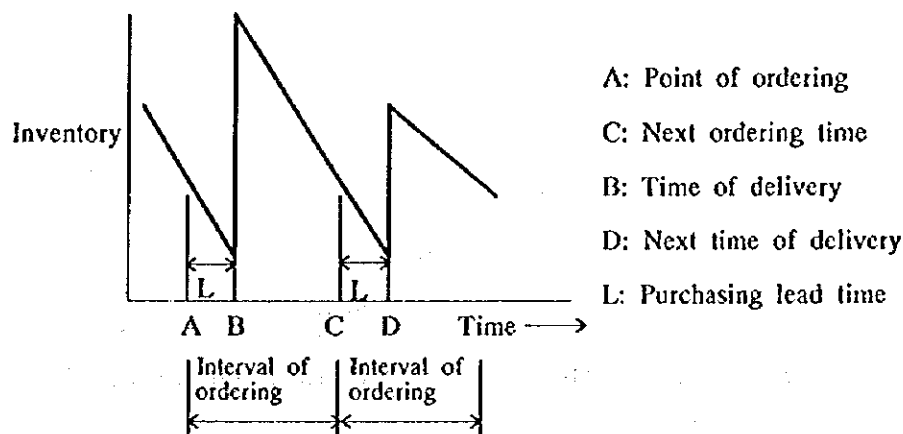 Inventory
L
L
A B C D Time
Interval of
ordering
Interval of
ordering
A: Point of ordering
C: Next ordering time
B: Time of delivery
D: Next time of delivery
L: Purchasing lead time